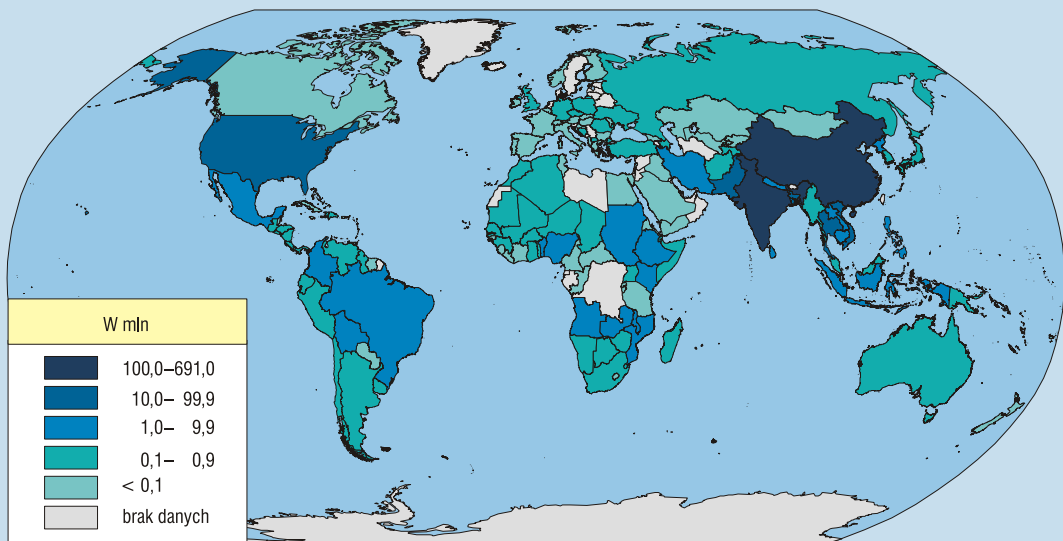 W mln
100,0–691,0
10,0– 99,9
1,0– 9,9
0,1– 0,9
< 0,1
brak danych